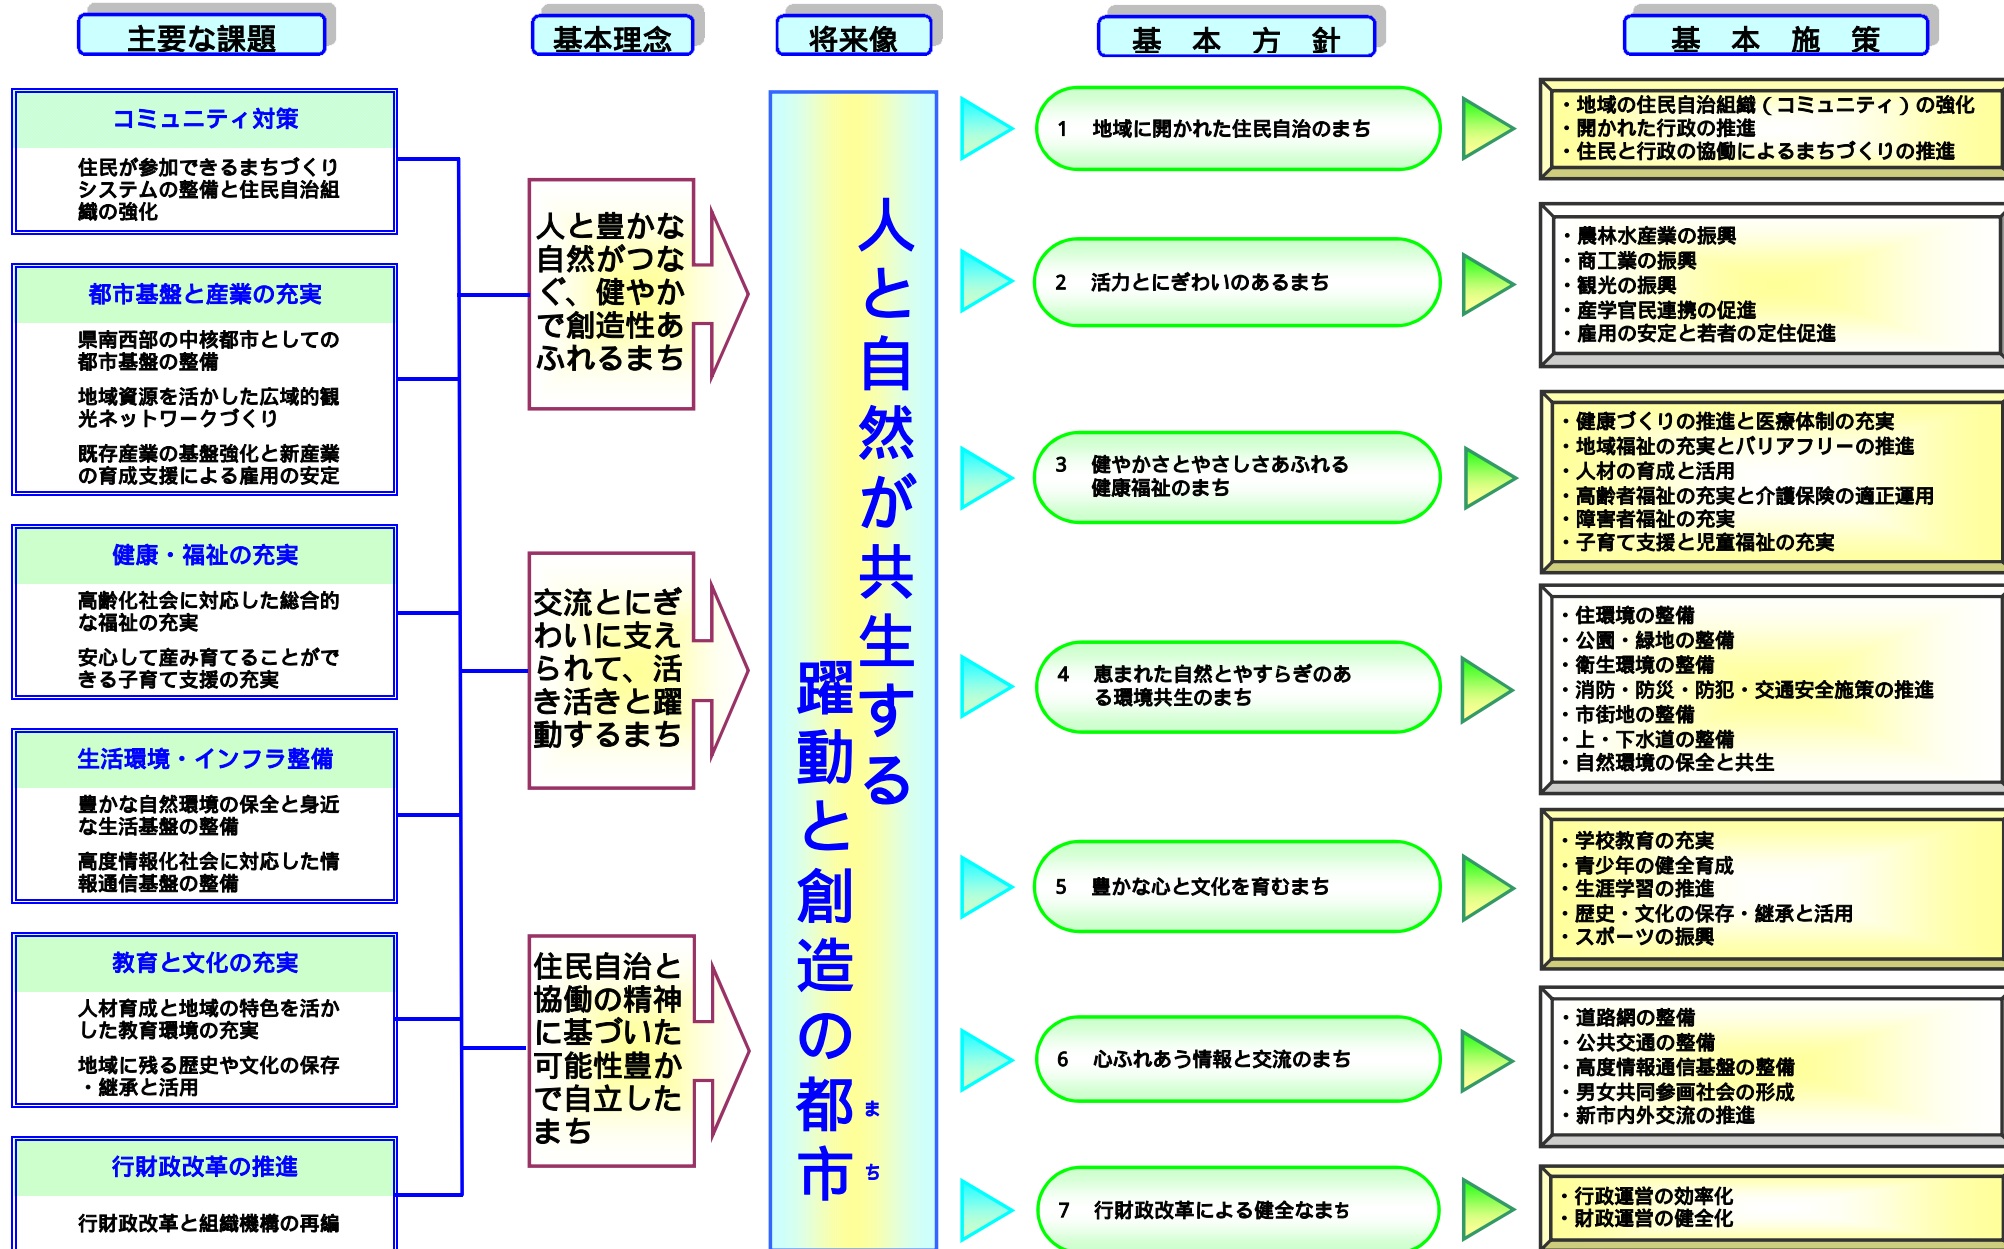 主要な課題
コミュニティ対策
住民が参加できるまちづくり
システムの整備と住民自治組
織の強化
都市基盤と産業の充実
県南西部の中核都市としての
都市基盤の整備
地域資源を活かした広域的観
光ネットワークづくり
既存産業の基盤強化と新産業
の育成支援による雇用の安定
健康・福祉の充実
高齢化社会に対応した総合的
な福祉の充実
安心して産み育てることがで
きる子育て支援の充実
生活環境・インフラ整備
豊かな自然環境の保全と身近
な生活基盤の整備
高度情報化社会に対応した情
報通信基盤の整備
教育と文化の充実
人材育成と地域の特色を活か
した教育環境の充実
地域に残る歴史や文化の保存
・継承と活用
行財政改革の推進
行財政改革と組織機構の再編
基本理念
人と豊かな
自然がつな
ぐ、健やか
で創造性あ
ふれるまち
交流とにぎ
わいに支え
られて、活
き活きと躍
動するまち
住民自治と
協働の精神
に基づいた
可能性豊か
で自立した
まち
将来像
人と自然が共生する
躍動と創造の都市
まち
基　本　方　針
1　地域に開かれた住民自治のまち
2　活力とにぎわいのあるまち
3　健やかさとやさしさあふれる
健康福祉のまち
4　恵まれた自然とやすらぎのあ
る環境共生のまち
5　豊かな心と文化を育むまち
6　心ふれあう情報と交流のまち
7　行財政改革による健全なまち
基　本　施　策
・地域の住民自治組織（コミュニティ）の強化
・開かれた行政の推進
・住民と行政の協働によるまちづくりの推進
・農林水産業の振興
・商工業の振興
・観光の振興
・産学官民連携の促進
・雇用の安定と若者の定住促進
・健康づくりの推進と医療体制の充実
・地域福祉の充実とバリアフリーの推進
・人材の育成と活用
・高齢者福祉の充実と介護保険の適正運用
・障害者福祉の充実
・子育て支援と児童福祉の充実
・住環境の整備
・公園・緑地の整備
・衛生環境の整備
・消防・防災・防犯・交通安全施策の推進
・市街地の整備
・上・下水道の整備
・自然環境の保全と共生
・学校教育の充実
・青少年の健全育成
・生涯学習の推進
・歴史・文化の保存・継承と活用
・スポーツの振興
・道路網の整備
・公共交通の整備
・高度情報通信基盤の整備
・男女共同参画社会の形成
・新市内外交流の推進
・行政運営の効率化
・財政運営の健全化